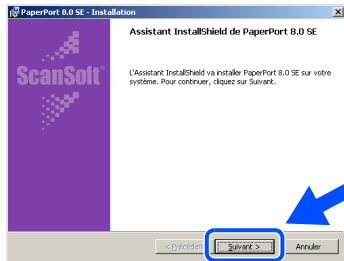 PaperPort 8.0 SE - Installation
Assistant InstallShield de PaperPort 8.0 SE
ScanSoft®
L'Assistant InstallShield va installer PaperPort 8.0 SE sur votre
système. Pour continuer, cliquez sur Suivant.
< Précédent
Suivant >
Annuler